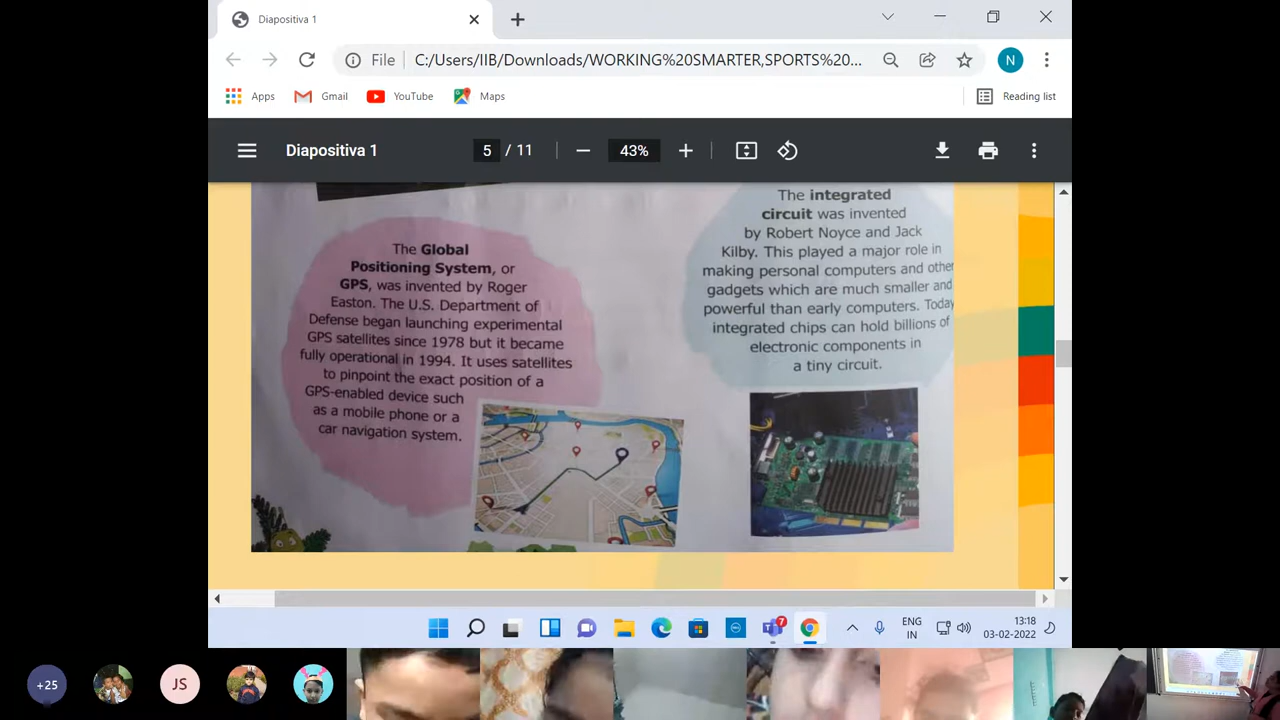 Diapositiva 1
File
C:/Users/IIB/Downloads/WORKING%20SMARTER,SPORTS%20...
N
Apps
Gmail
YouTube
Maps
Reading list
Diapositiva 1
5 / 11
43%
The Global
Positioning System, or
GPS, was invented by Roger
Easton. The U.S. Department of
Defense began launching experimental
GPS satellites since 1978 but it became
fully operational in 1994. It uses satellites
to pinpoint the exact position of a
GPS-enabled device such
as a mobile phone or a
car navigation system.
The integrated
circuit was invented
by Robert Noyce and Jack
Kilby. This played a major role in
making personal computers and other
gadgets which are much smaller and
powerful than early computers. Today
integrated chips can hold billions of
electronic components in
a tiny circuit.
7
ENG
IN
13:18
03-02-2022
+25
JS